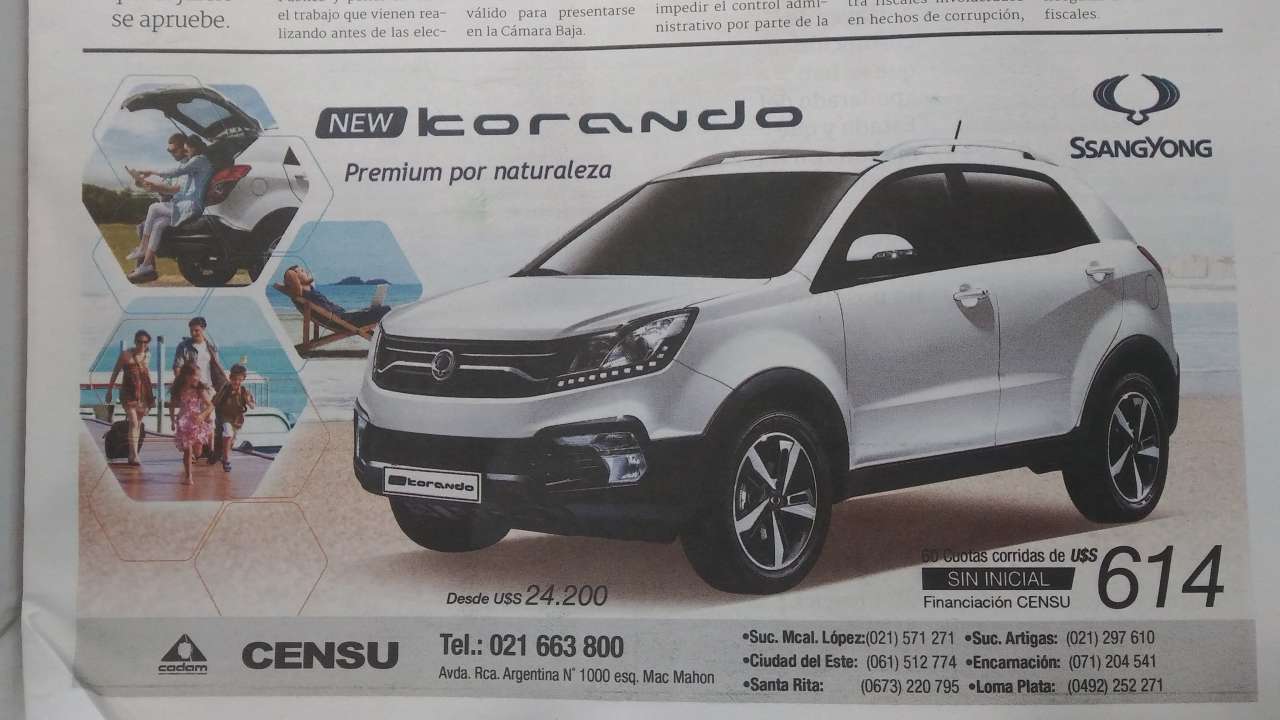 se apruebe.
el trabajo que vienen rea-
lizando antes de las elec-
válido para presentarse
en la Cámara Baja.
impedir el control admi-
nistrativo por parte de la
en hechos de corrupción,
fiscales.
NEW korando
Premium por naturaleza
SSANGYONG
korando
60 Cuotas corridas de U$S 614
SIN INICIAL
Financiación CENSU
Desde U$S 24.200
cadam
CENSU
Tel.: 021 663 800
Avda. Rca. Argentina N° 1000 esq. Mac Mahon
•Suc. Mcal. López: (021) 571 271 •Suc. Artigas: (021) 297 610
•Ciudad del Este: (061) 512 774 •Encarnación: (071) 204 541
•Santa Rita: (0673) 220 795 •Loma Plata: (0492) 252 271